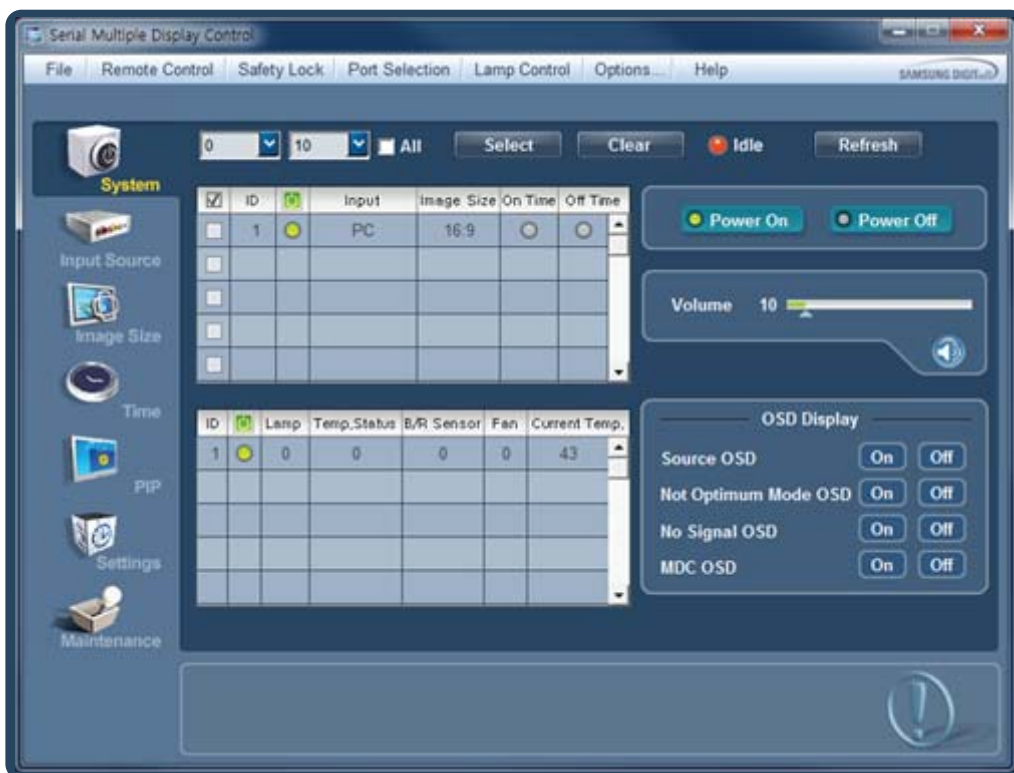 Serial Multiple Display Control
File Remote Control Safety Lock Port Selection Lamp Control Options... Help
0 10 All Select Clear Idle Refresh
System
Input Source
Image Size
Time
PIP
Settings
Maintenance
ID Input Image Size On Time Off Time
1 PC 16:9
Power On Power Off
Volume 10
ID Lamp Temp,Status B/R Sensor Fan Current Temp,
1 0 0 0 0 43
OSD Display
Source OSD On Off
Not Optimum Mode OSD On Off
No Signal OSD On Off
MDC OSD On Off